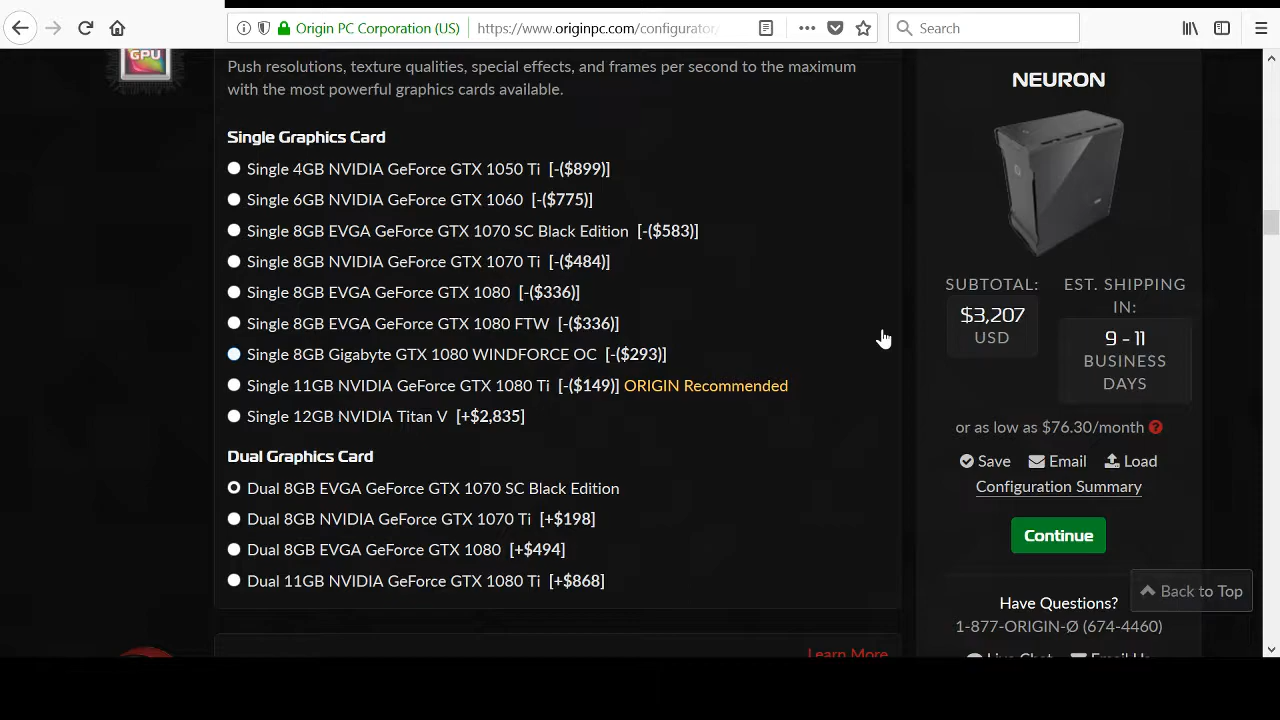 Origin PC Corporation (US)
https://www.originpc.com/configurator
Search
GPU
Push resolutions, texture qualities, special effects, and frames per second to the maximum
with the most powerful graphics cards available.
Single Graphics Card
Single 4GB NVIDIA GeForce GTX 1050 Ti [-($899)]
Single 6GB NVIDIA GeForce GTX 1060 [-($775)]
Single 8GB EVGA GeForce GTX 1070 SC Black Edition [-($583)]
Single 8GB NVIDIA GeForce GTX 1070 Ti [-($484)]
Single 8GB EVGA GeForce GTX 1080 [-($336)]
Single 8GB EVGA GeForce GTX 1080 FTW [-($336)]
Single 8GB Gigabyte GTX 1080 WINDFORCE OC [-($293)]
Single 11GB NVIDIA GeForce GTX 1080 Ti [-($149)] ORIGIN Recommended
Single 12GB NVIDIA Titan V [+$2,835]
Dual Graphics Card
Dual 8GB EVGA GeForce GTX 1070 SC Black Edition
Dual 8GB NVIDIA GeForce GTX 1070 Ti [+$198]
Dual 8GB EVGA GeForce GTX 1080 [+$494]
Dual 11GB NVIDIA GeForce GTX 1080 Ti [+$868]
Learn More
NEURON
SUBTOTAL:
$3,207
USD
EST. SHIPPING
IN:
9 - 11
BUSINESS
DAYS
or as low as $76.30/month ?
Save Email Load
Configuration Summary
Continue
Back to Top
Have Questions?
1-877-ORIGIN-Ø (674-4460)
Live Chat Email Us